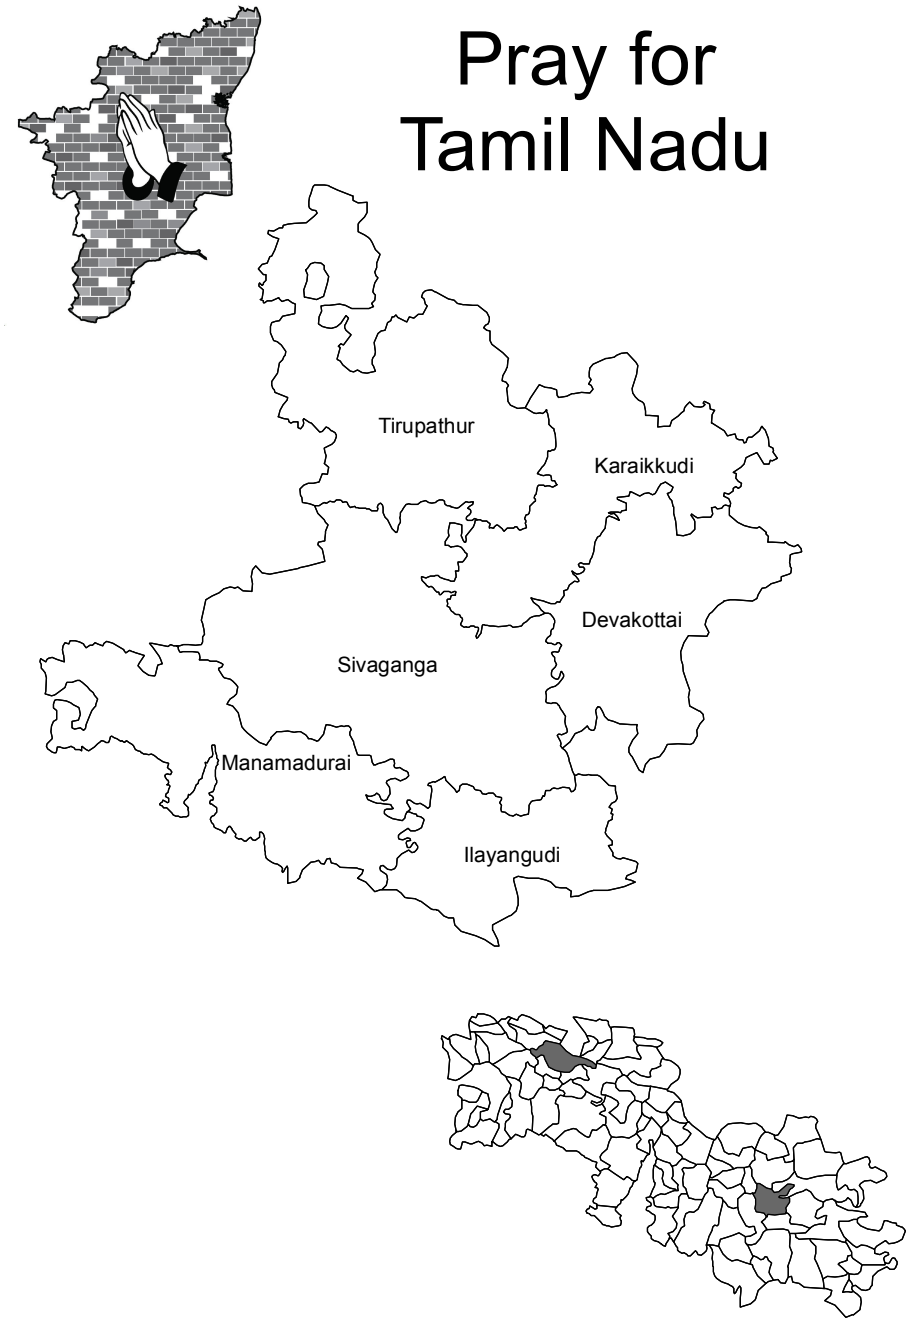 Pray for
Tamil Nadu
Tirupathur
Karaikkudi
Devakottai
Sivaganga
Manamadurai
Ilayangudi